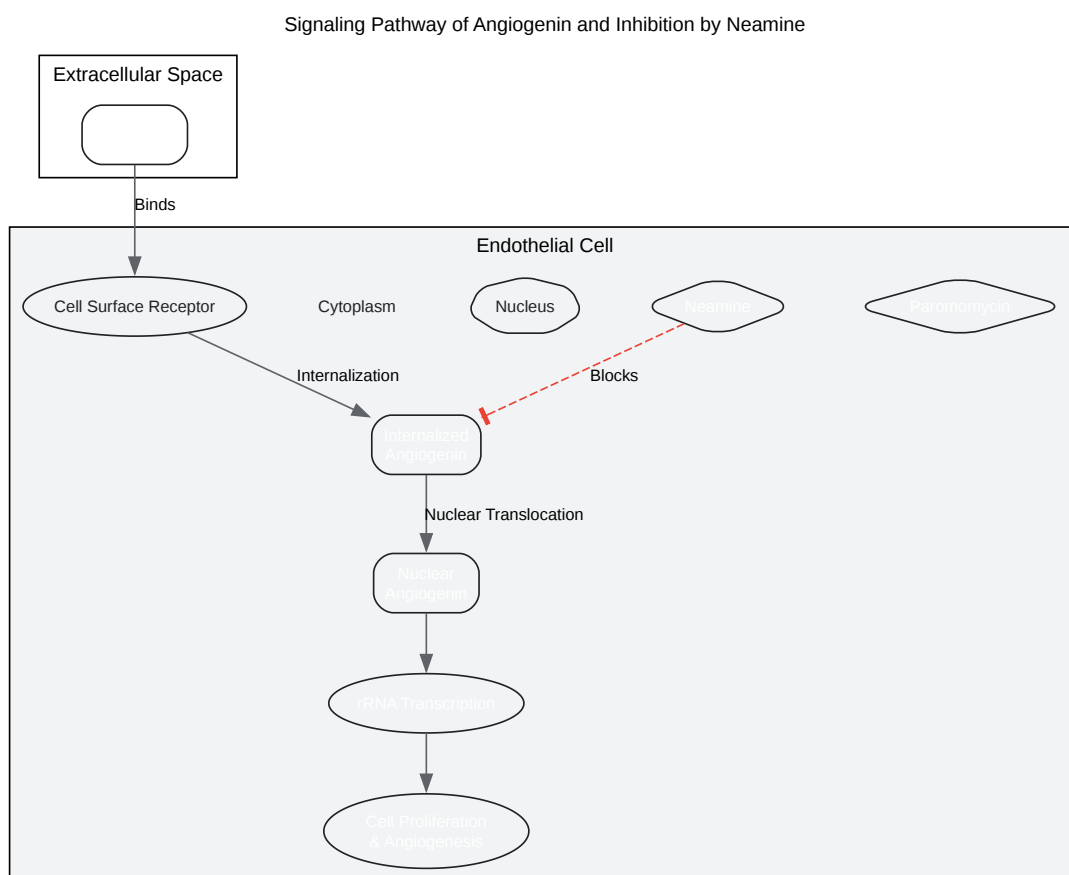 Signaling Pathway of Angiogenin and Inhibition by Neamine
Extracellular Space
Binds
Endothelial Cell
Cell Surface Receptor
Cytoplasm
Nucleus
Neamine
Paromomycin
Internalization
Blocks
Internalized
Angiogenin
Nuclear Translocation
Nuclear
Angiogenin
rRNA Transcription
Cell Proliferation
& Angiogenesis